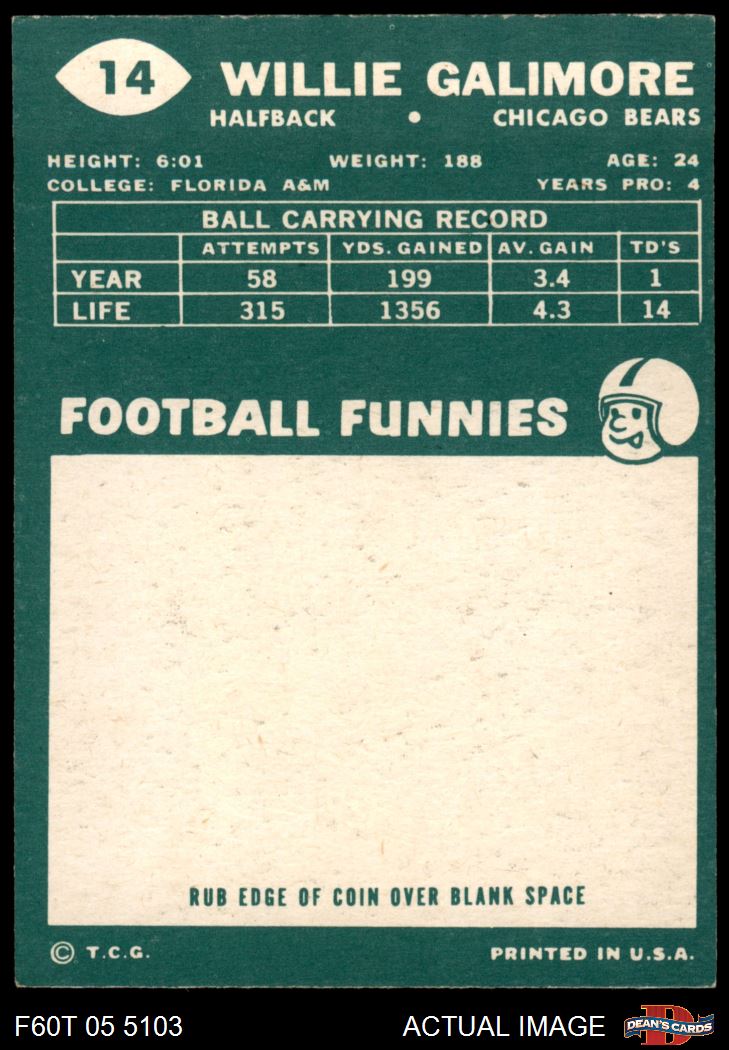 14 WILLIE GALIMORE
HALFBACK • CHICAGO BEARS
HEIGHT: 6:01 WEIGHT: 188 AGE: 24
COLLEGE: FLORIDA A&M YEARS PRO: 4
BALL CARRYING RECORD
ATTEMPTS YDS. GAINED AV. GAIN TD'S
YEAR 58 199 3.4 1
LIFE 315 1356 4.3 14
FOOTBALL FUNNIES
RUB EDGE OF COIN OVER BLANK SPACE
© T.C.G. PRINTED IN U.S.A.
F60T 05 5103 ACTUAL IMAGE D DEAN'S CARDS